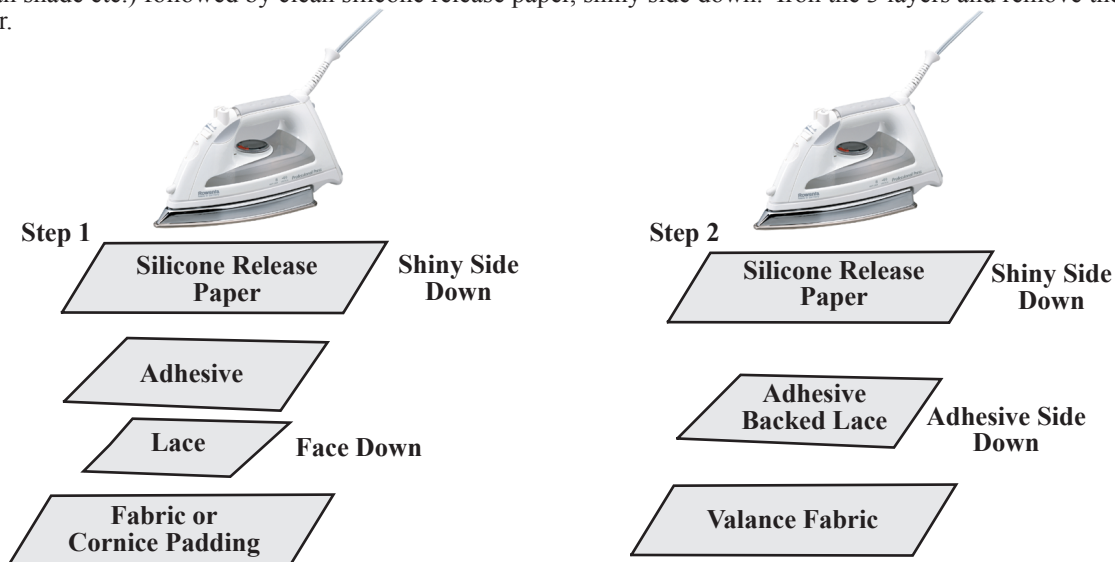 shade etc.) followed by clean silicone release paper, shiny side down. Iron the 3 layers and remove the
r.
Step 1
Silicone Release
Paper
Shiny Side
Down
Adhesive
Lace
Face Down
Fabric or
Cornice Padding
Step 2
Silicone Release
Paper
Shiny Side
Down
Adhesive
Backed Lace
Adhesive Side
Down
Valance Fabric
Rowenta
Rowenta